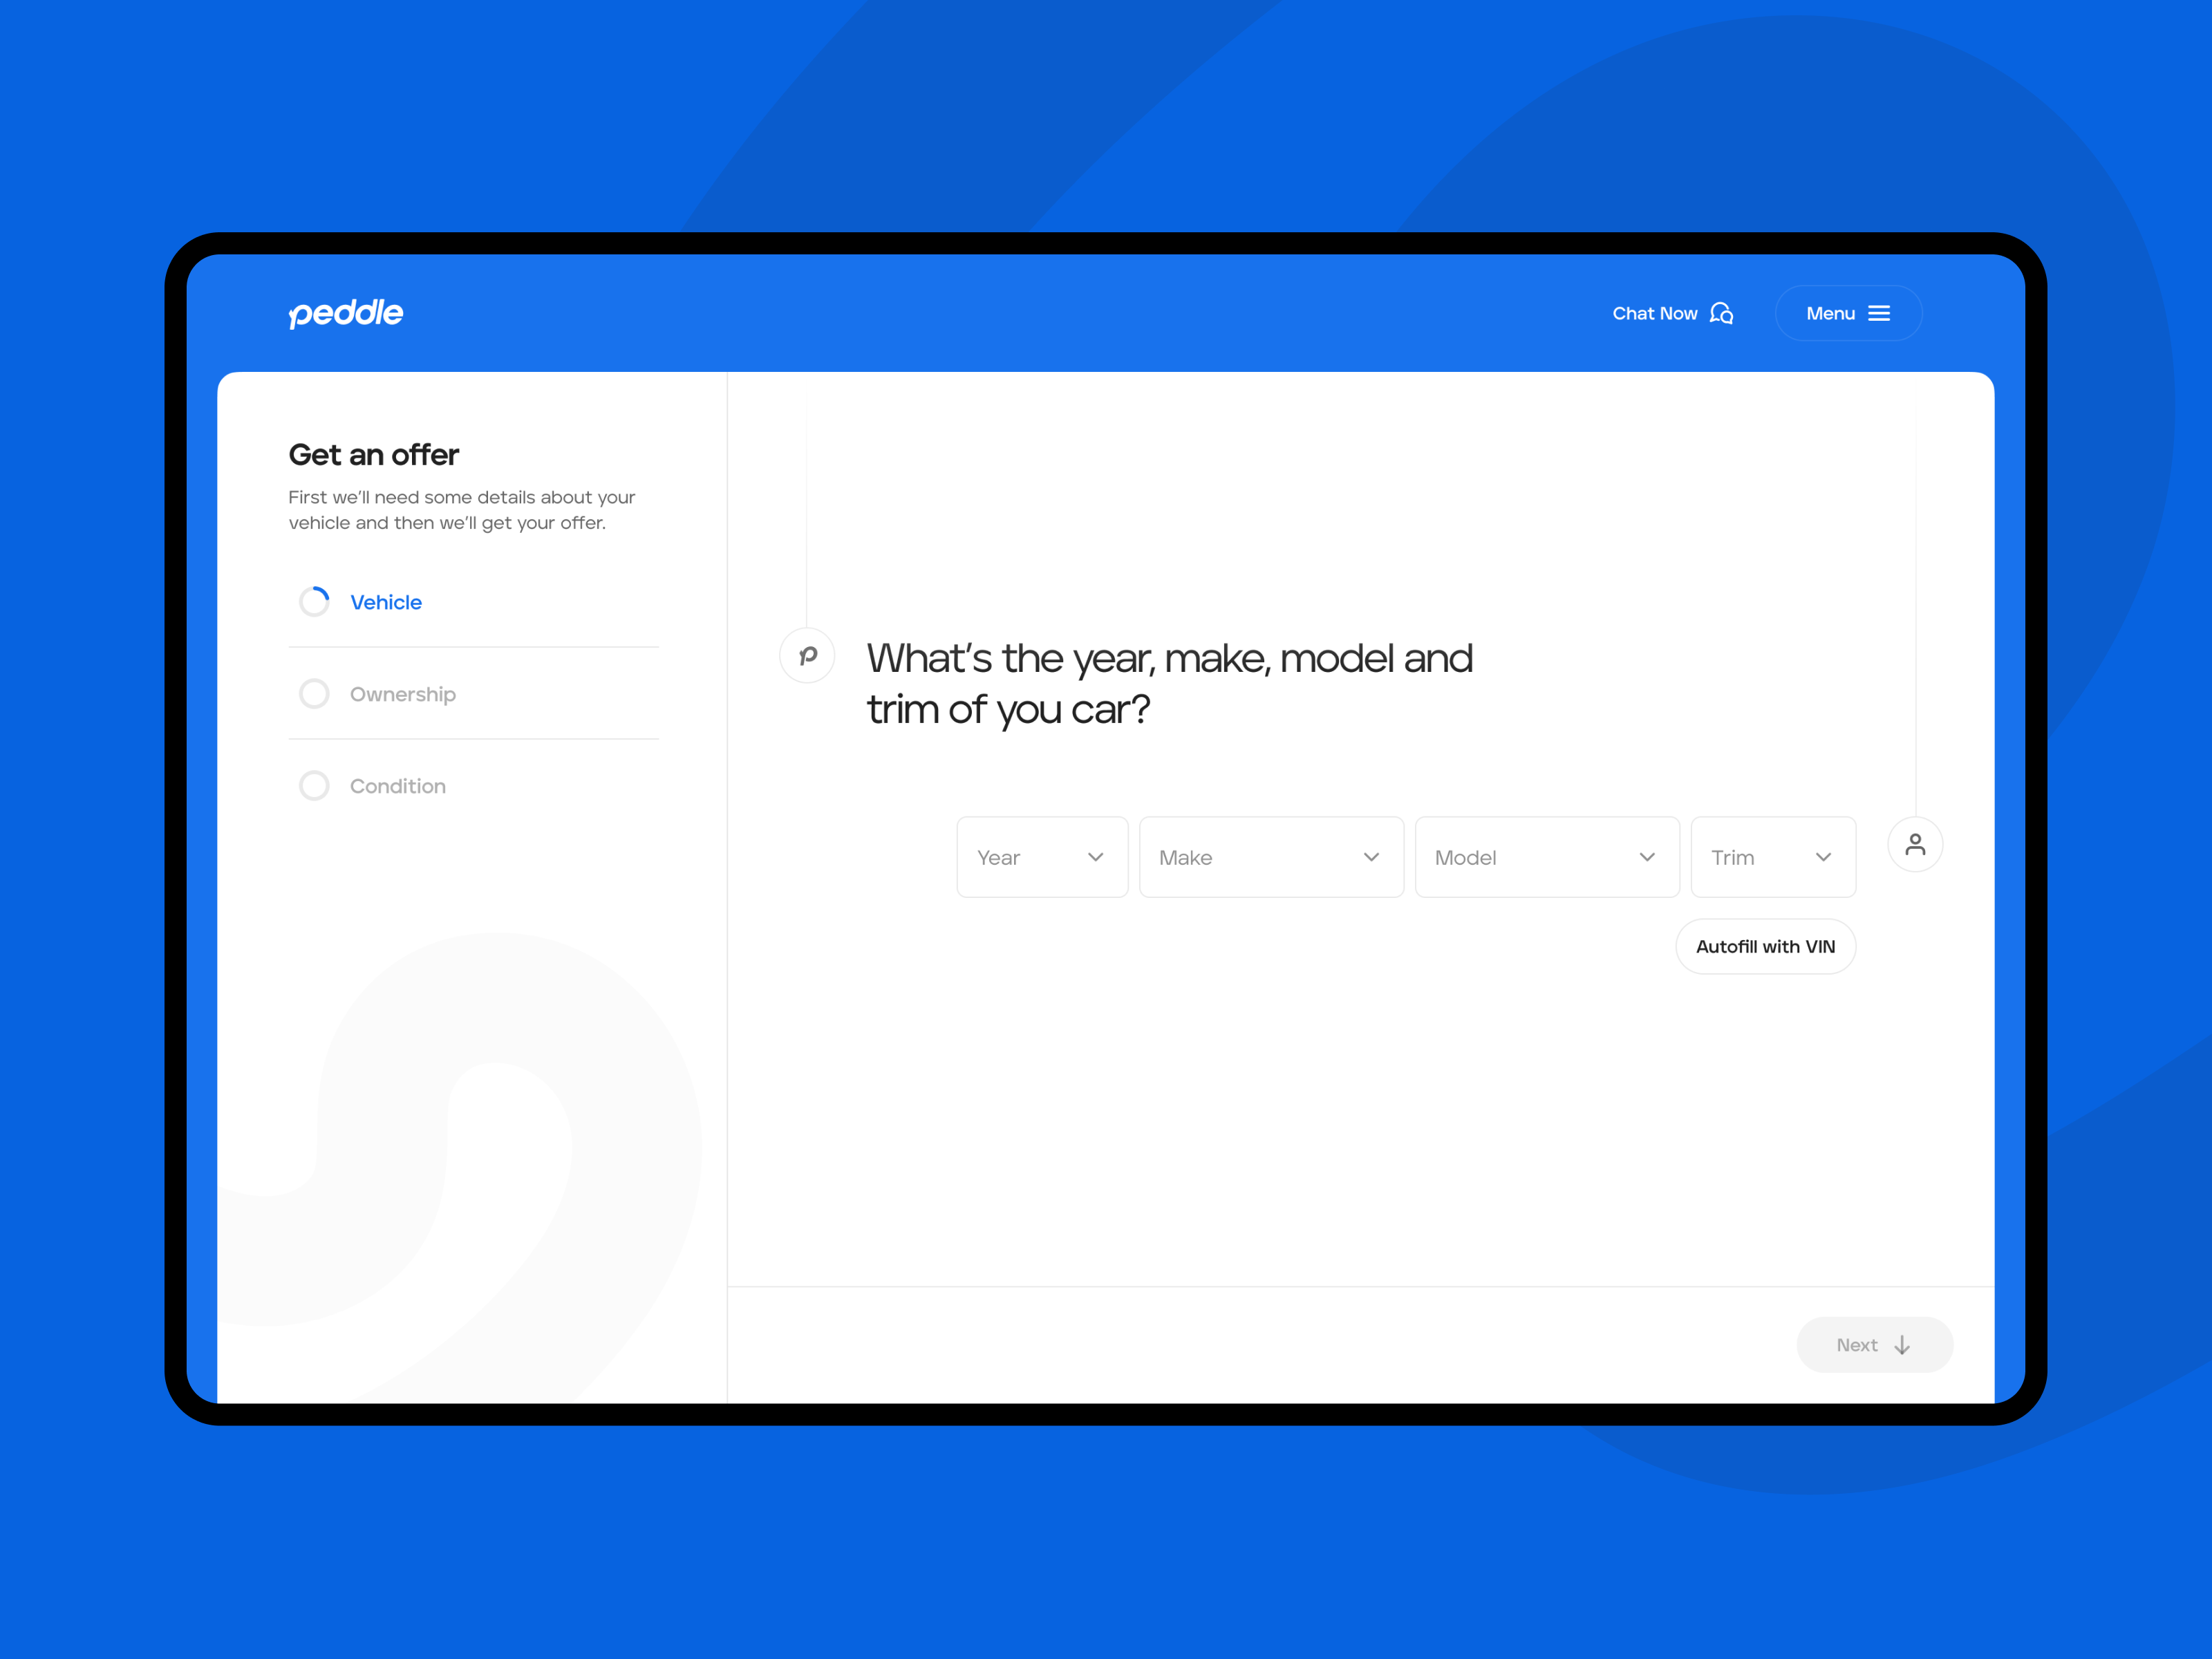 peddle
Chat Now
Menu
Get an offer
First we’ll need some details about your
vehicle and then we’ll get your offer.
Vehicle
Ownership
Condition
What’s the year, make, model and
trim of you car?
Year
Make
Model
Trim
Autofill with VIN
Next